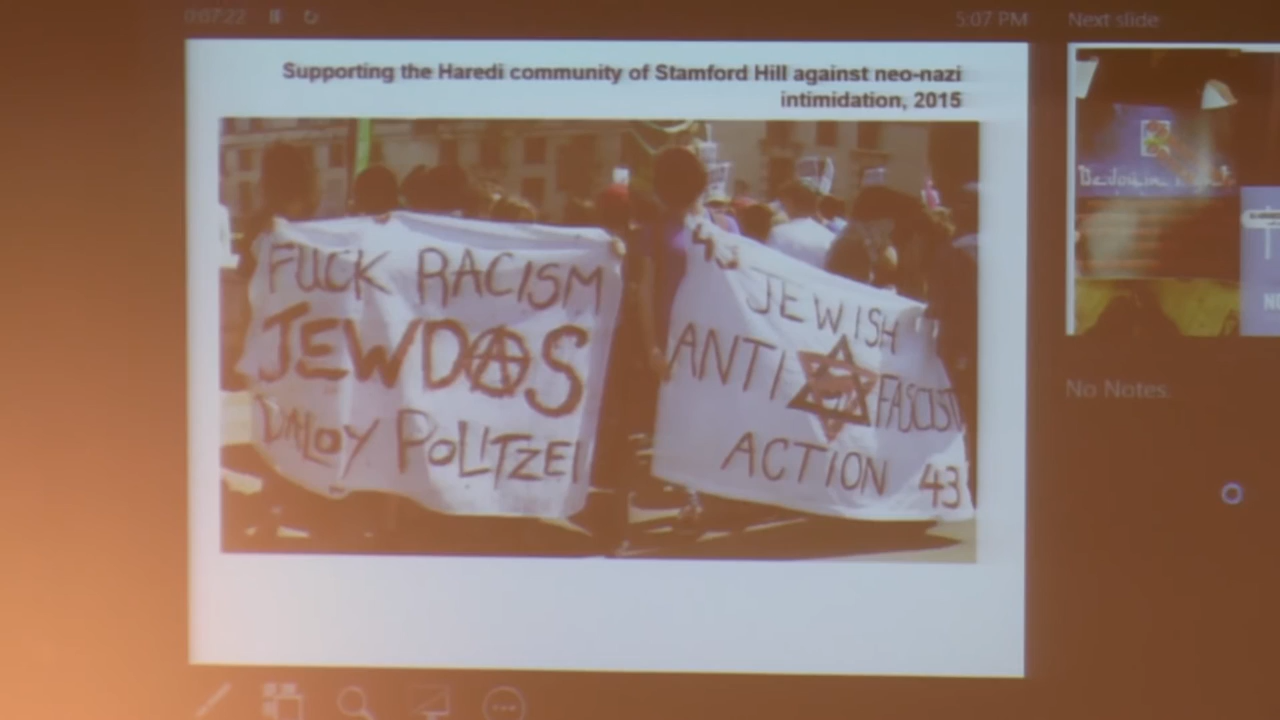 0:07:22
5:07 PM
Next slide
Supporting the Haredi community of Stamford Hill against neo-nazi
intimidation, 2015
FUCK RACISM
JEWDAS
DALOY POLITZEI
43
JEWISH
ANTI FASCIST
ACTION 43
No Notes.